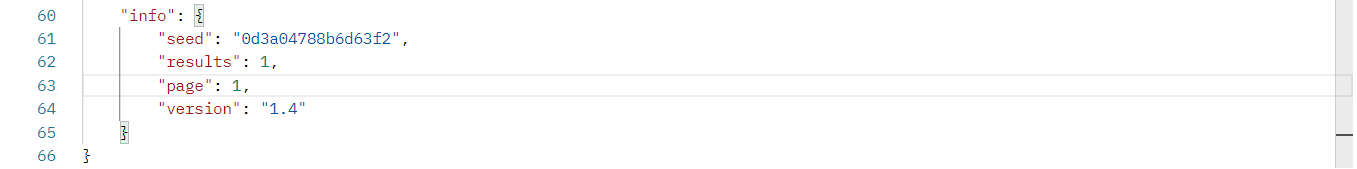 60 "info": {
61 "seed": "0d3a04788b6d63f2",
62 "results": 1,
63 "page": 1,
64 "version": "1.4"
65 }
66 }